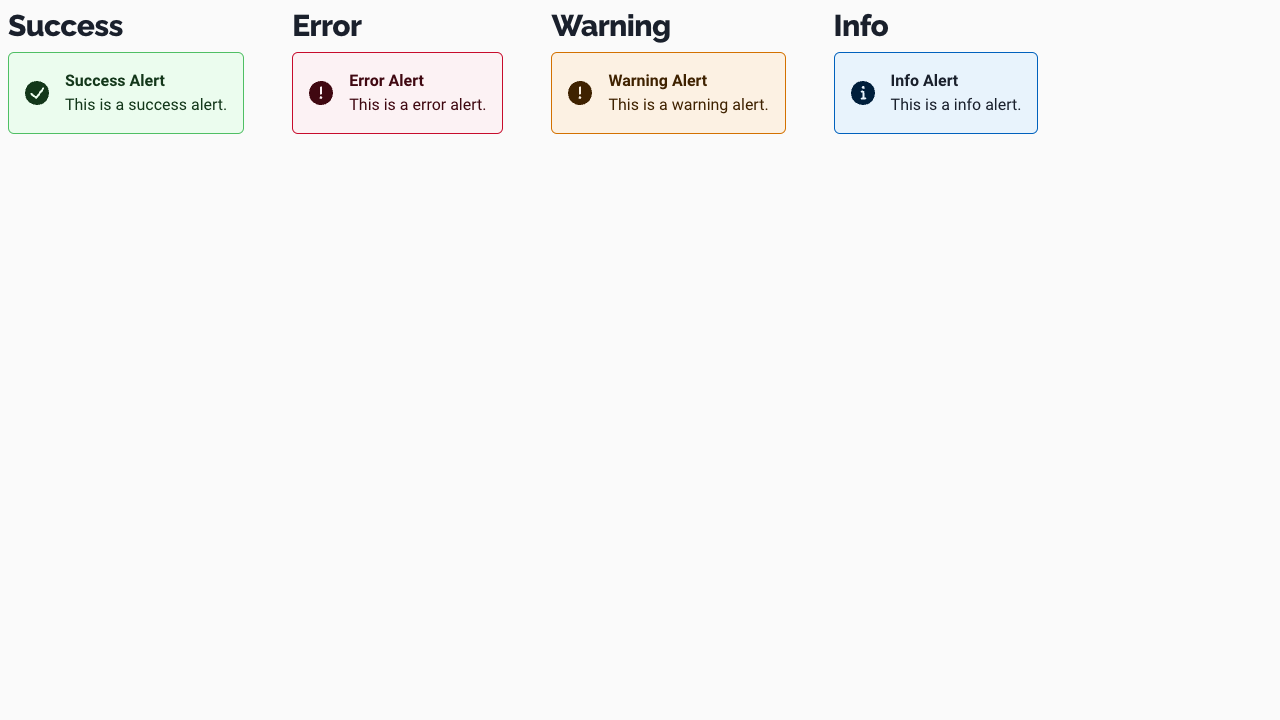 Success
Success Alert
This is a success alert.
Error
Error Alert
This is a error alert.
Warning
Warning Alert
This is a warning alert.
Info
Info Alert
This is a info alert.